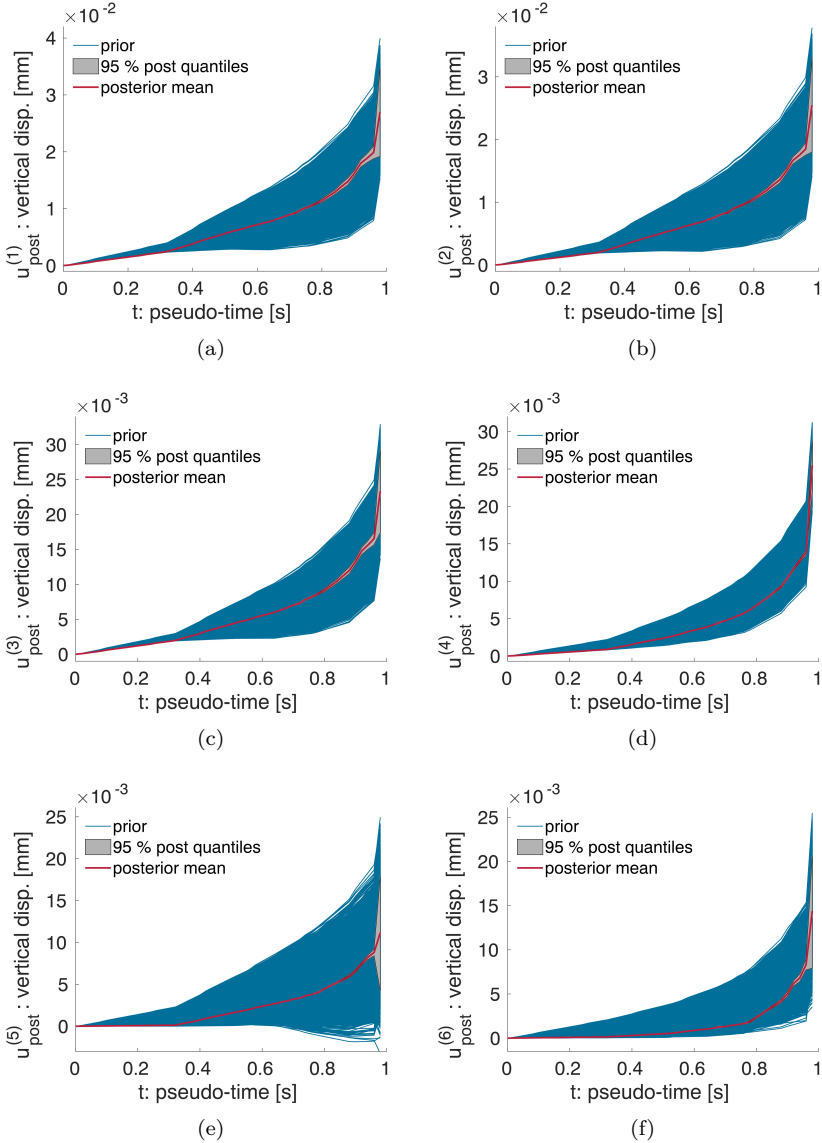 ×10⁻²
prior
95 % post quantiles
posterior mean
4
3
2
1
0
u⁽¹⁾post : vertical disp. [mm]
0 0.2 0.4 0.6 0.8 1
t: pseudo-time [s]
(a)
×10⁻²
prior
95 % post quantiles
posterior mean
3
2
1
0
u⁽²⁾post : vertical disp. [mm]
0 0.2 0.4 0.6 0.8 1
t: pseudo-time [s]
(b)
×10⁻³
prior
95 % post quantiles
posterior mean
30
25
20
15
10
5
0
u⁽³⁾post : vertical disp. [mm]
0 0.2 0.4 0.6 0.8 1
t: pseudo-time [s]
(c)
×10⁻³
prior
95 % post quantiles
posterior mean
30
25
20
15
10
5
0
u⁽⁴⁾post : vertical disp. [mm]
0 0.2 0.4 0.6 0.8 1
t: pseudo-time [s]
(d)
×10⁻³
prior
95 % post quantiles
posterior mean
25
20
15
10
5
0
u⁽⁵⁾post : vertical disp. [mm]
0 0.2 0.4 0.6 0.8 1
t: pseudo-time [s]
(e)
×10⁻³
prior
95 % post quantiles
posterior mean
25
20
15
10
5
0
u⁽⁶⁾post : vertical disp. [mm]
0 0.2 0.4 0.6 0.8 1
t: pseudo-time [s]
(f)